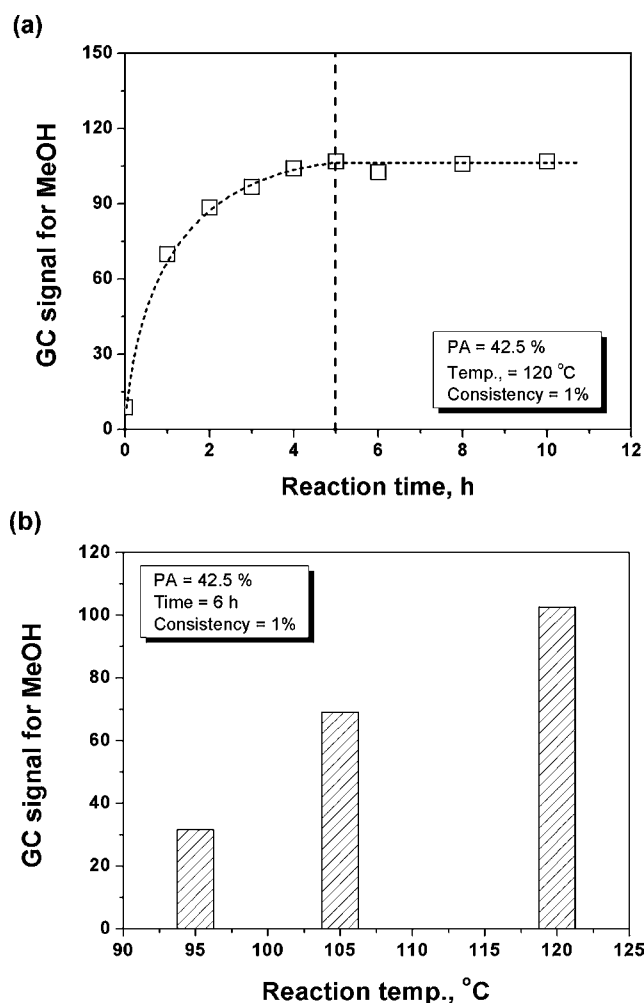 (a)
150
120
90
60
30
0
GC signal for MeOH
PA = 42.5 %
Temp., = 120 °C
Consistency = 1%
0 2 4 6 8 10 12
Reaction time, h
(b)
120
100
80
60
40
20
0
GC signal for MeOH
PA = 42.5 %
Time = 6 h
Consistency = 1%
90 95 100 105 110 115 120 125
Reaction temp., °C